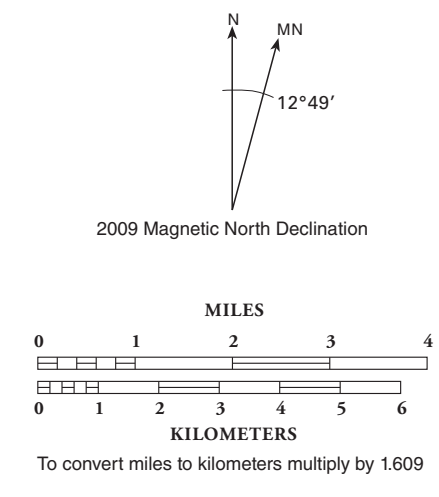 N
MN
12°49′
2009 Magnetic North Declination
MILES
0 1 2 3 4
0 1 2 3 4 5 6
KILOMETERS
To convert miles to kilometers multiply by 1.609